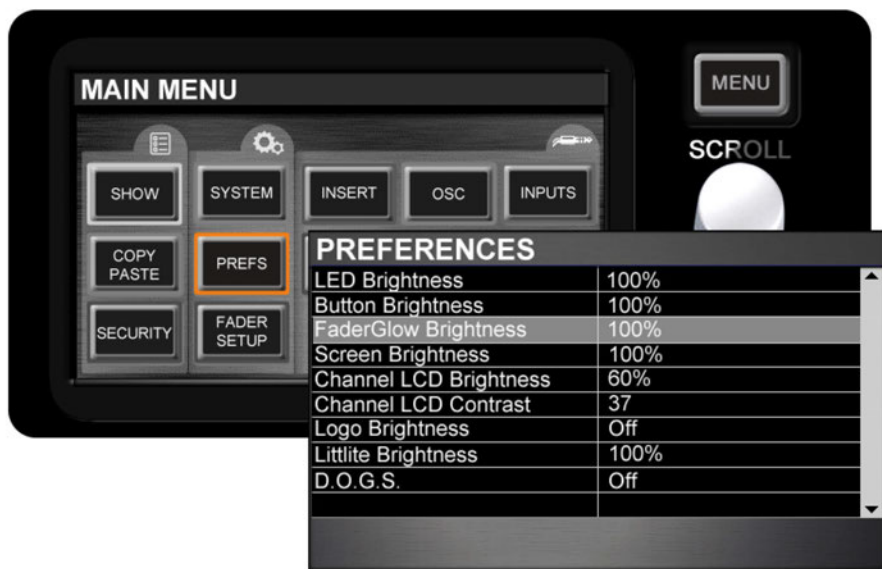 MAIN MENU
MENU
SCROLL
SHOW
SYSTEM
INSERT
OSC
INPUTS
COPY
PASTE
PREFS
SECURITY
FADER
SETUP
PREFERENCES
LED Brightness 100%
Button Brightness 100%
FaderGlow Brightness 100%
Screen Brightness 100%
Channel LCD Brightness 60%
Channel LCD Contrast 37
Logo Brightness Off
Littlite Brightness 100%
D.O.G.S. Off